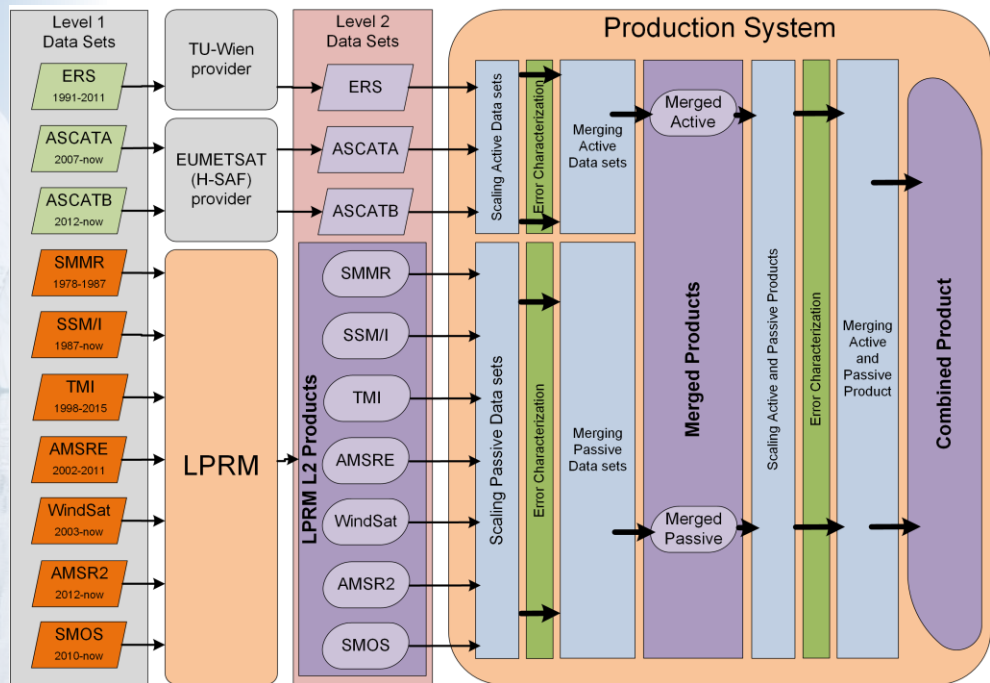 Level 1
Data Sets
ERS
1991-2011
ASCATA
2007-now
ASCATB
2012-now
SMMR
1978-1987
SSM/I
1987-now
TMI
1998-2015
AMSRE
2002-2011
WindSat
2003-now
AMSR2
2012-now
SMOS
2010-now
TU-Wien
provider
EUMETSAT
(H-SAF)
provider
LPRM
Level 2
Data Sets
ERS
ASCATA
ASCATB
LPRM L2 Products
SMMR
SSM/I
TMI
AMSRE
WindSat
AMSR2
SMOS
Production System
Scaling Active Data sets
Error Characterization
Merging
Active
Data sets
Scaling Passive Data sets
Error Characterization
Merging
Passive
Data sets
Merged
Active
Merged Products
Merged
Passive
Scaling Active and Passive Products
Error Characterization
Merging
Active
and
Passive
Product
Combined Product